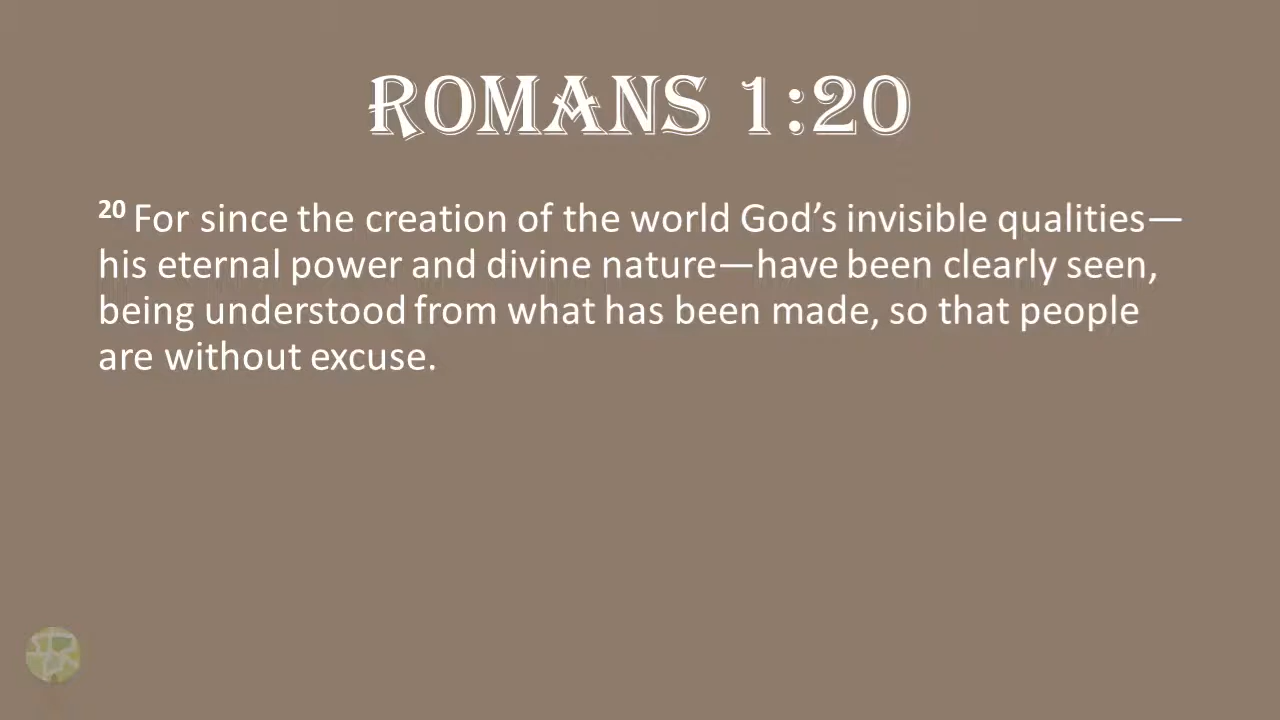 ROMANS 1:20
20 For since the creation of the world God’s invisible qualities—
his eternal power and divine nature—have been clearly seen,
being understood from what has been made, so that people
are without excuse.